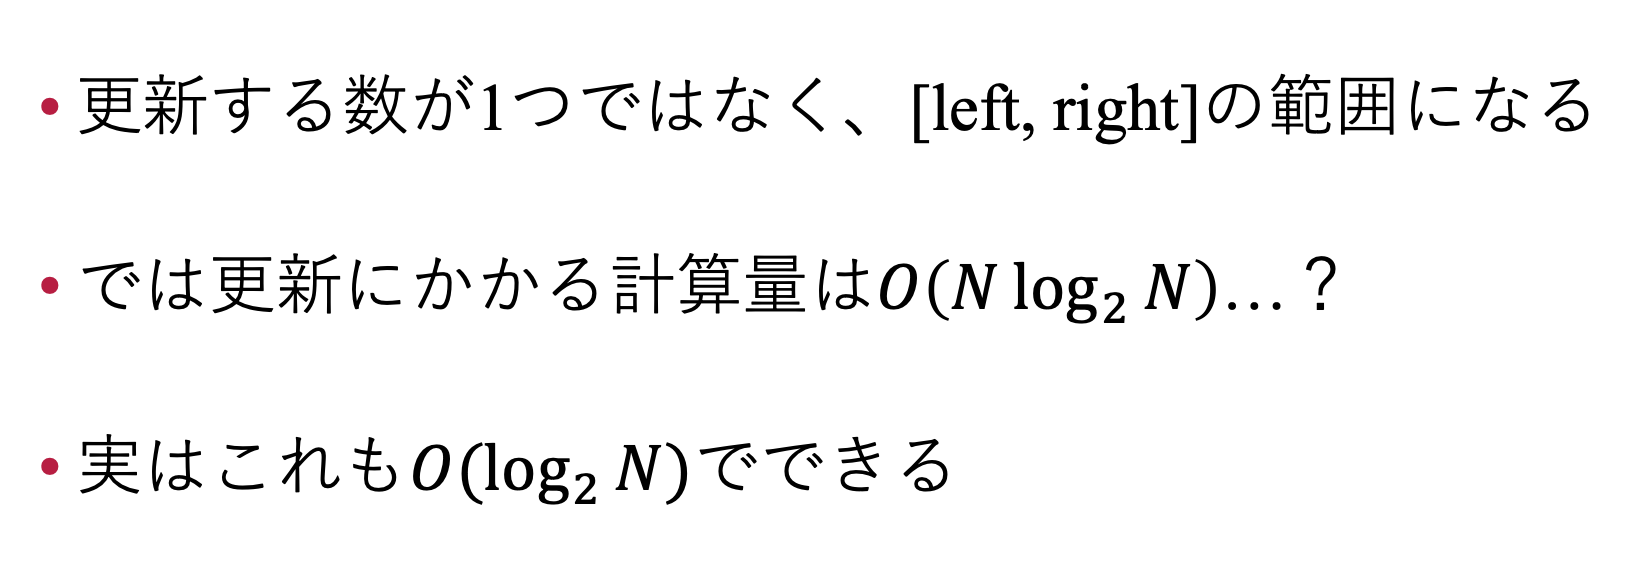 • 更新する数が1つではなく、[left, right]の範囲になる
• では更新にかかる計算量はO(N log₂ N)…？
• 実はこれもO(log₂ N)でできる